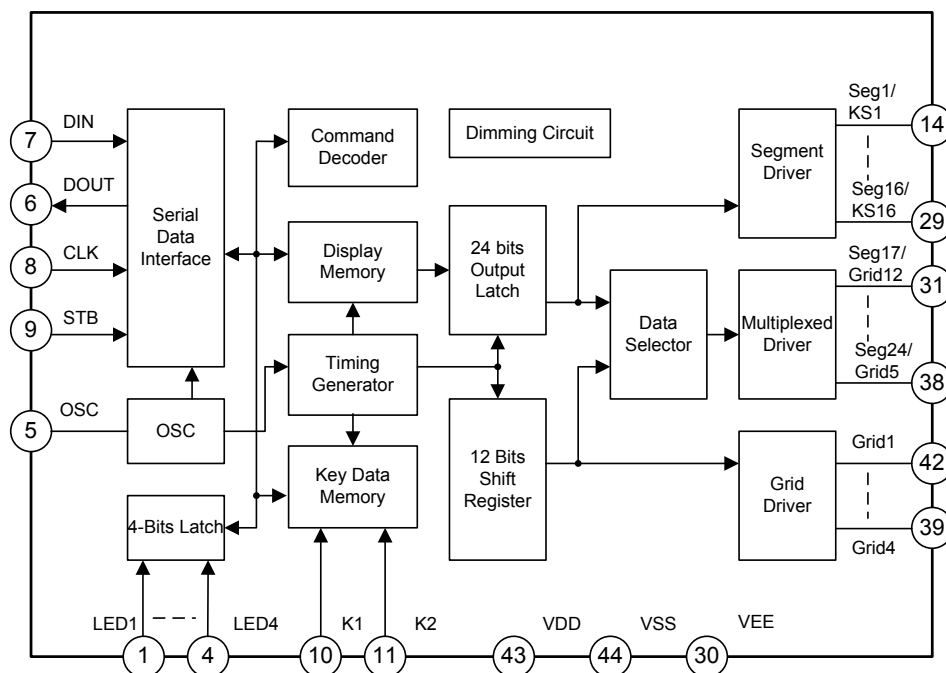 Seg1/
KS1
14
7
DIN
Command
Decoder
Dimming Circuit
Segment
Driver
6
DOUT
Serial
Data
Interface
Seg16/
KS16
29
8
CLK
Display
Memory
24 bits
Output
Latch
Seg17/
Grid12
31
9
STB
Timing
Generator
Data
Selector
Multiplexed
Driver
Seg24/
Grid5
38
5
OSC
OSC
Key Data
Memory
12 Bits
Shift
Register
Grid
Driver
Grid1
42
4-Bits Latch
39
Grid4
LED1
LED4
K1
K2
VDD
VSS
VEE
1
4
10
11
43
44
30